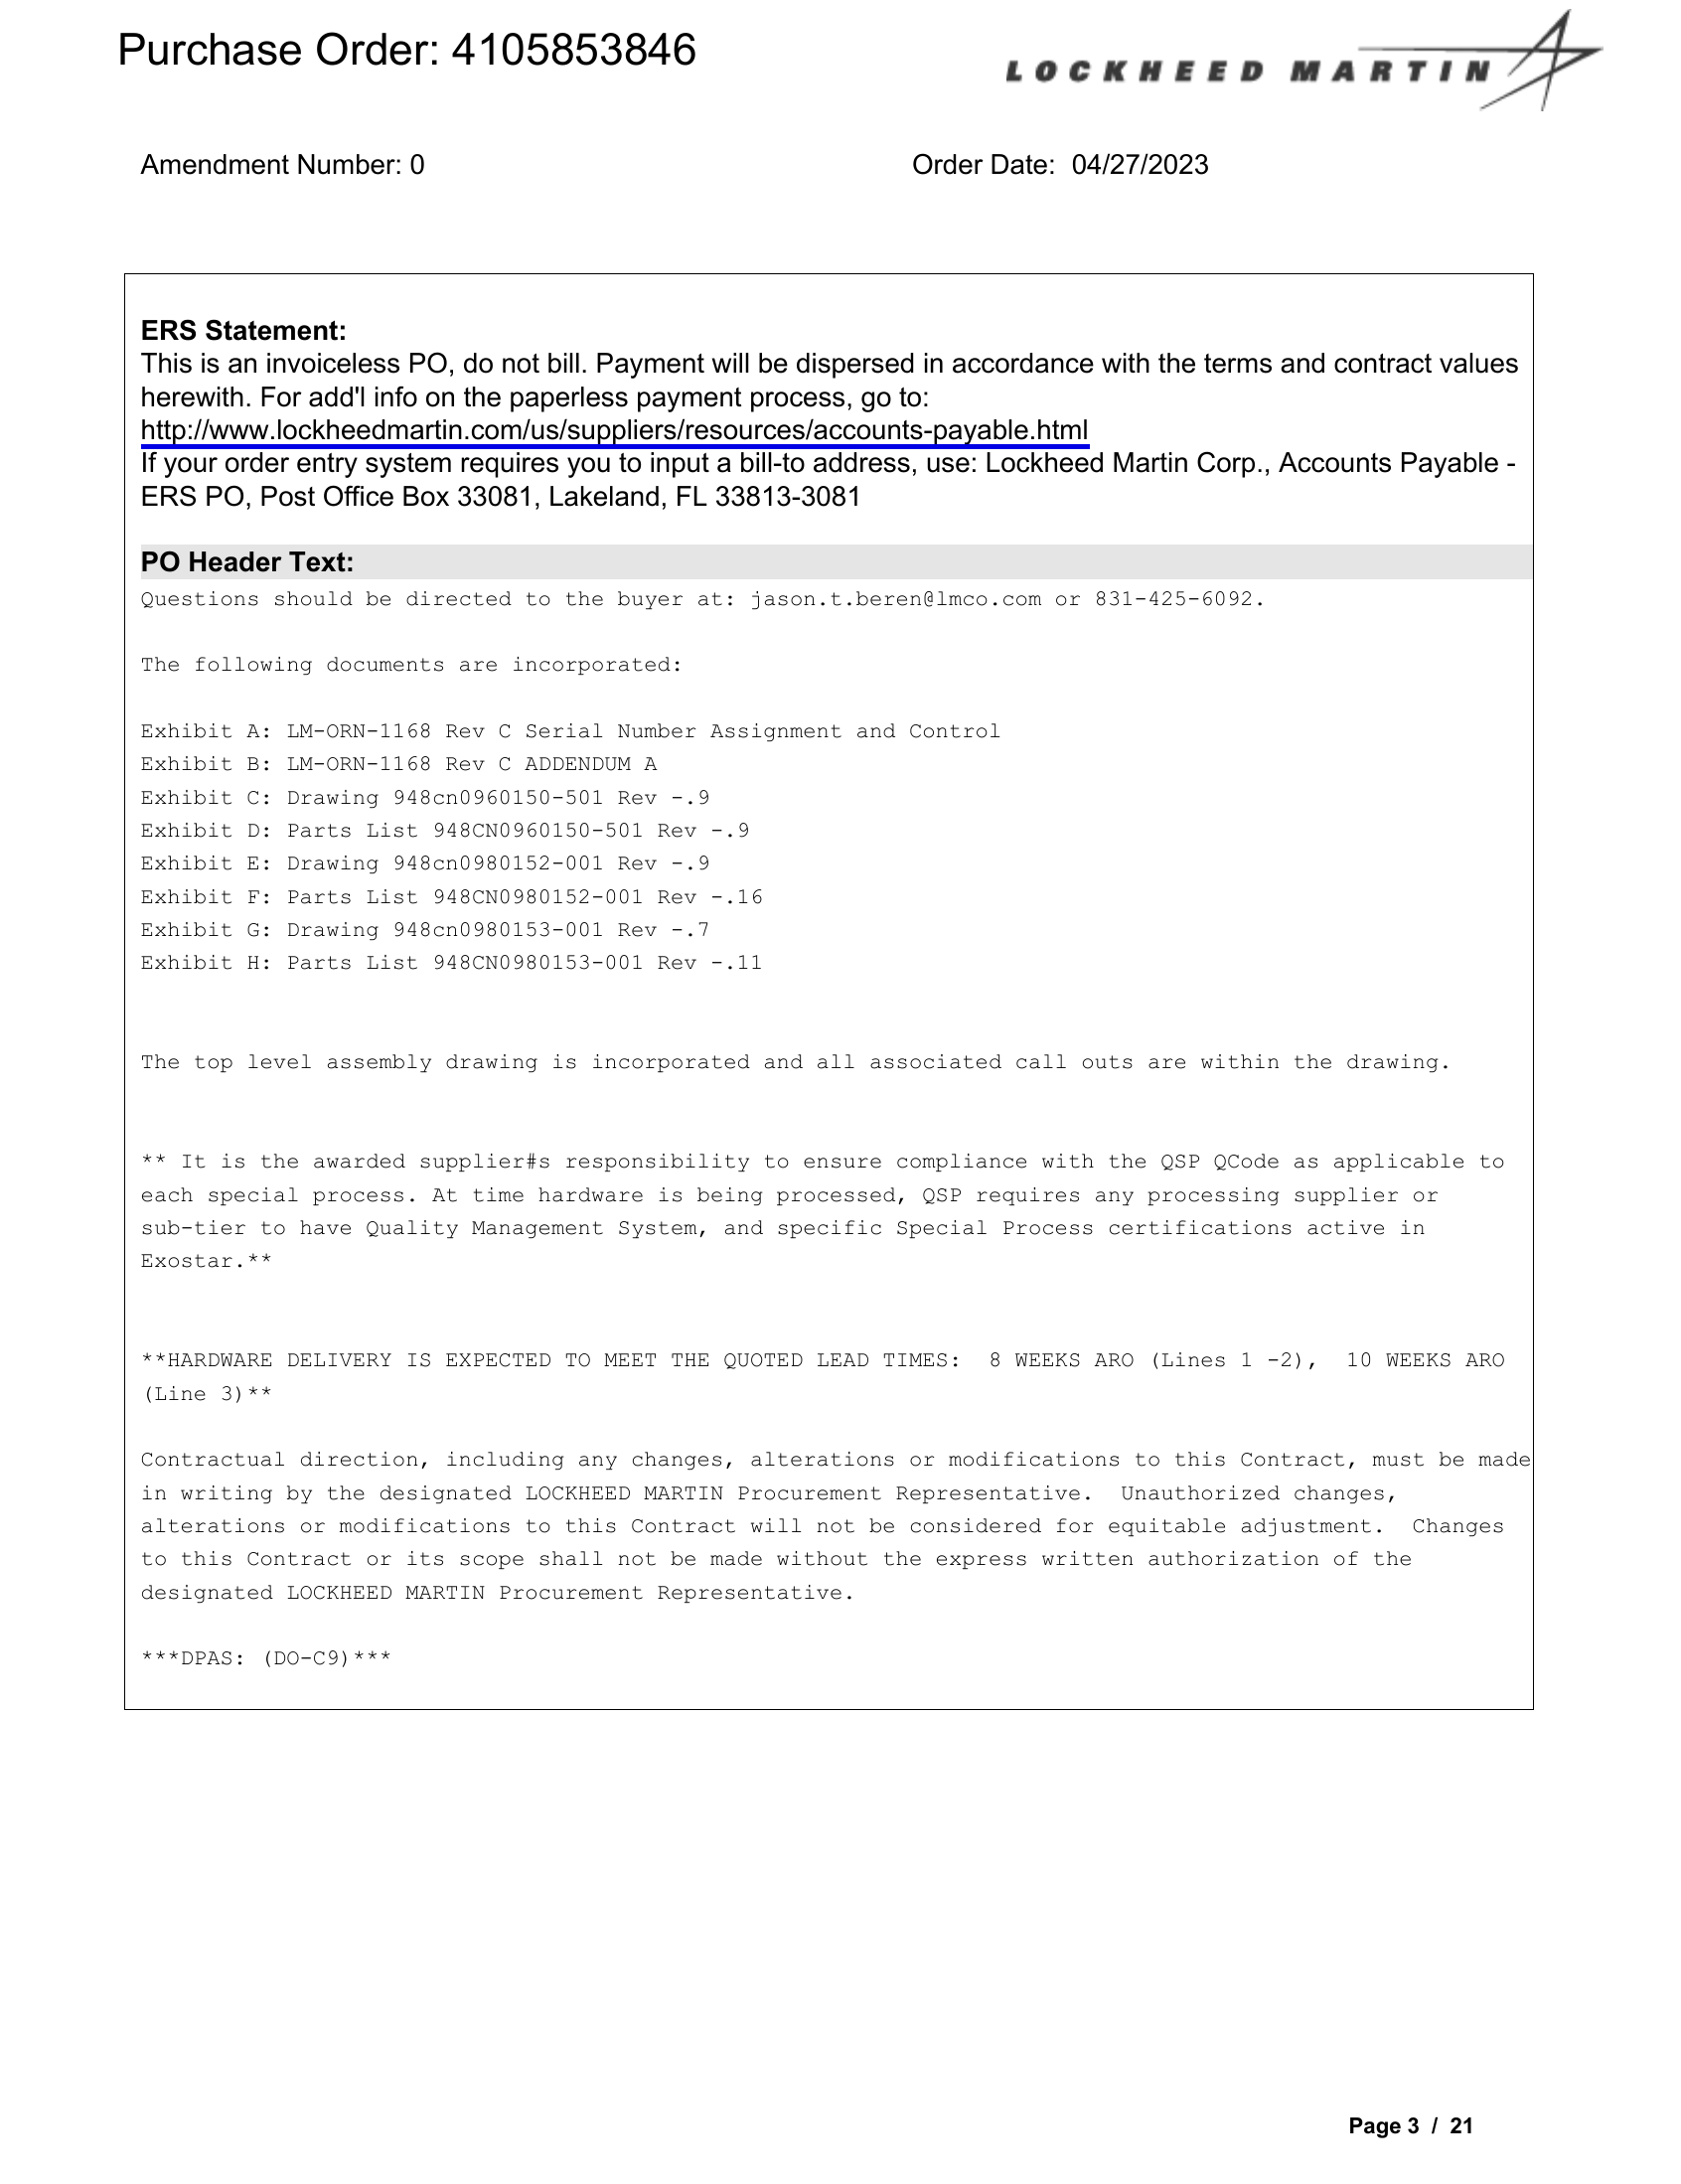 Purchase Order: 4105853846
LOCKHEED MARTIN
Amendment Number: 0
Order Date: 04/27/2023
ERS Statement:
This is an invoiceless PO, do not bill. Payment will be dispersed in accordance with the terms and contract values
herewith. For add'l info on the paperless payment process, go to:
http://www.lockheedmartin.com/us/suppliers/resources/accounts-payable.html
If your order entry system requires you to input a bill-to address, use: Lockheed Martin Corp., Accounts Payable -
ERS PO, Post Office Box 33081, Lakeland, FL 33813-3081
PO Header Text:
Questions should be directed to the buyer at: jason.t.beren@lmco.com or 831-425-6092.
The following documents are incorporated:
Exhibit A: LM-ORN-1168 Rev C Serial Number Assignment and Control
Exhibit B: LM-ORN-1168 Rev C ADDENDUM A
Exhibit C: Drawing 948cn0960150-501 Rev -.9
Exhibit D: Parts List 948CN0960150-501 Rev -.9
Exhibit E: Drawing 948cn0980152-001 Rev -.9
Exhibit F: Parts List 948CN0980152-001 Rev -.16
Exhibit G: Drawing 948cn0980153-001 Rev -.7
Exhibit H: Parts List 948CN0980153-001 Rev -.11
The top level assembly drawing is incorporated and all associated call outs are within the drawing.
** It is the awarded supplier#s responsibility to ensure compliance with the QSP QCode as applicable to
each special process. At time hardware is being processed, QSP requires any processing supplier or
sub-tier to have Quality Management System, and specific Special Process certifications active in
Exostar.**
**HARDWARE DELIVERY IS EXPECTED TO MEET THE QUOTED LEAD TIMES:  8 WEEKS ARO (Lines 1 -2),  10 WEEKS ARO
(Line 3)**
Contractual direction, including any changes, alterations or modifications to this Contract, must be made
in writing by the designated LOCKHEED MARTIN Procurement Representative.  Unauthorized changes,
alterations or modifications to this Contract will not be considered for equitable adjustment.  Changes
to this Contract or its scope shall not be made without the express written authorization of the
designated LOCKHEED MARTIN Procurement Representative.
***DPAS: (DO-C9)***
Page 3 / 21